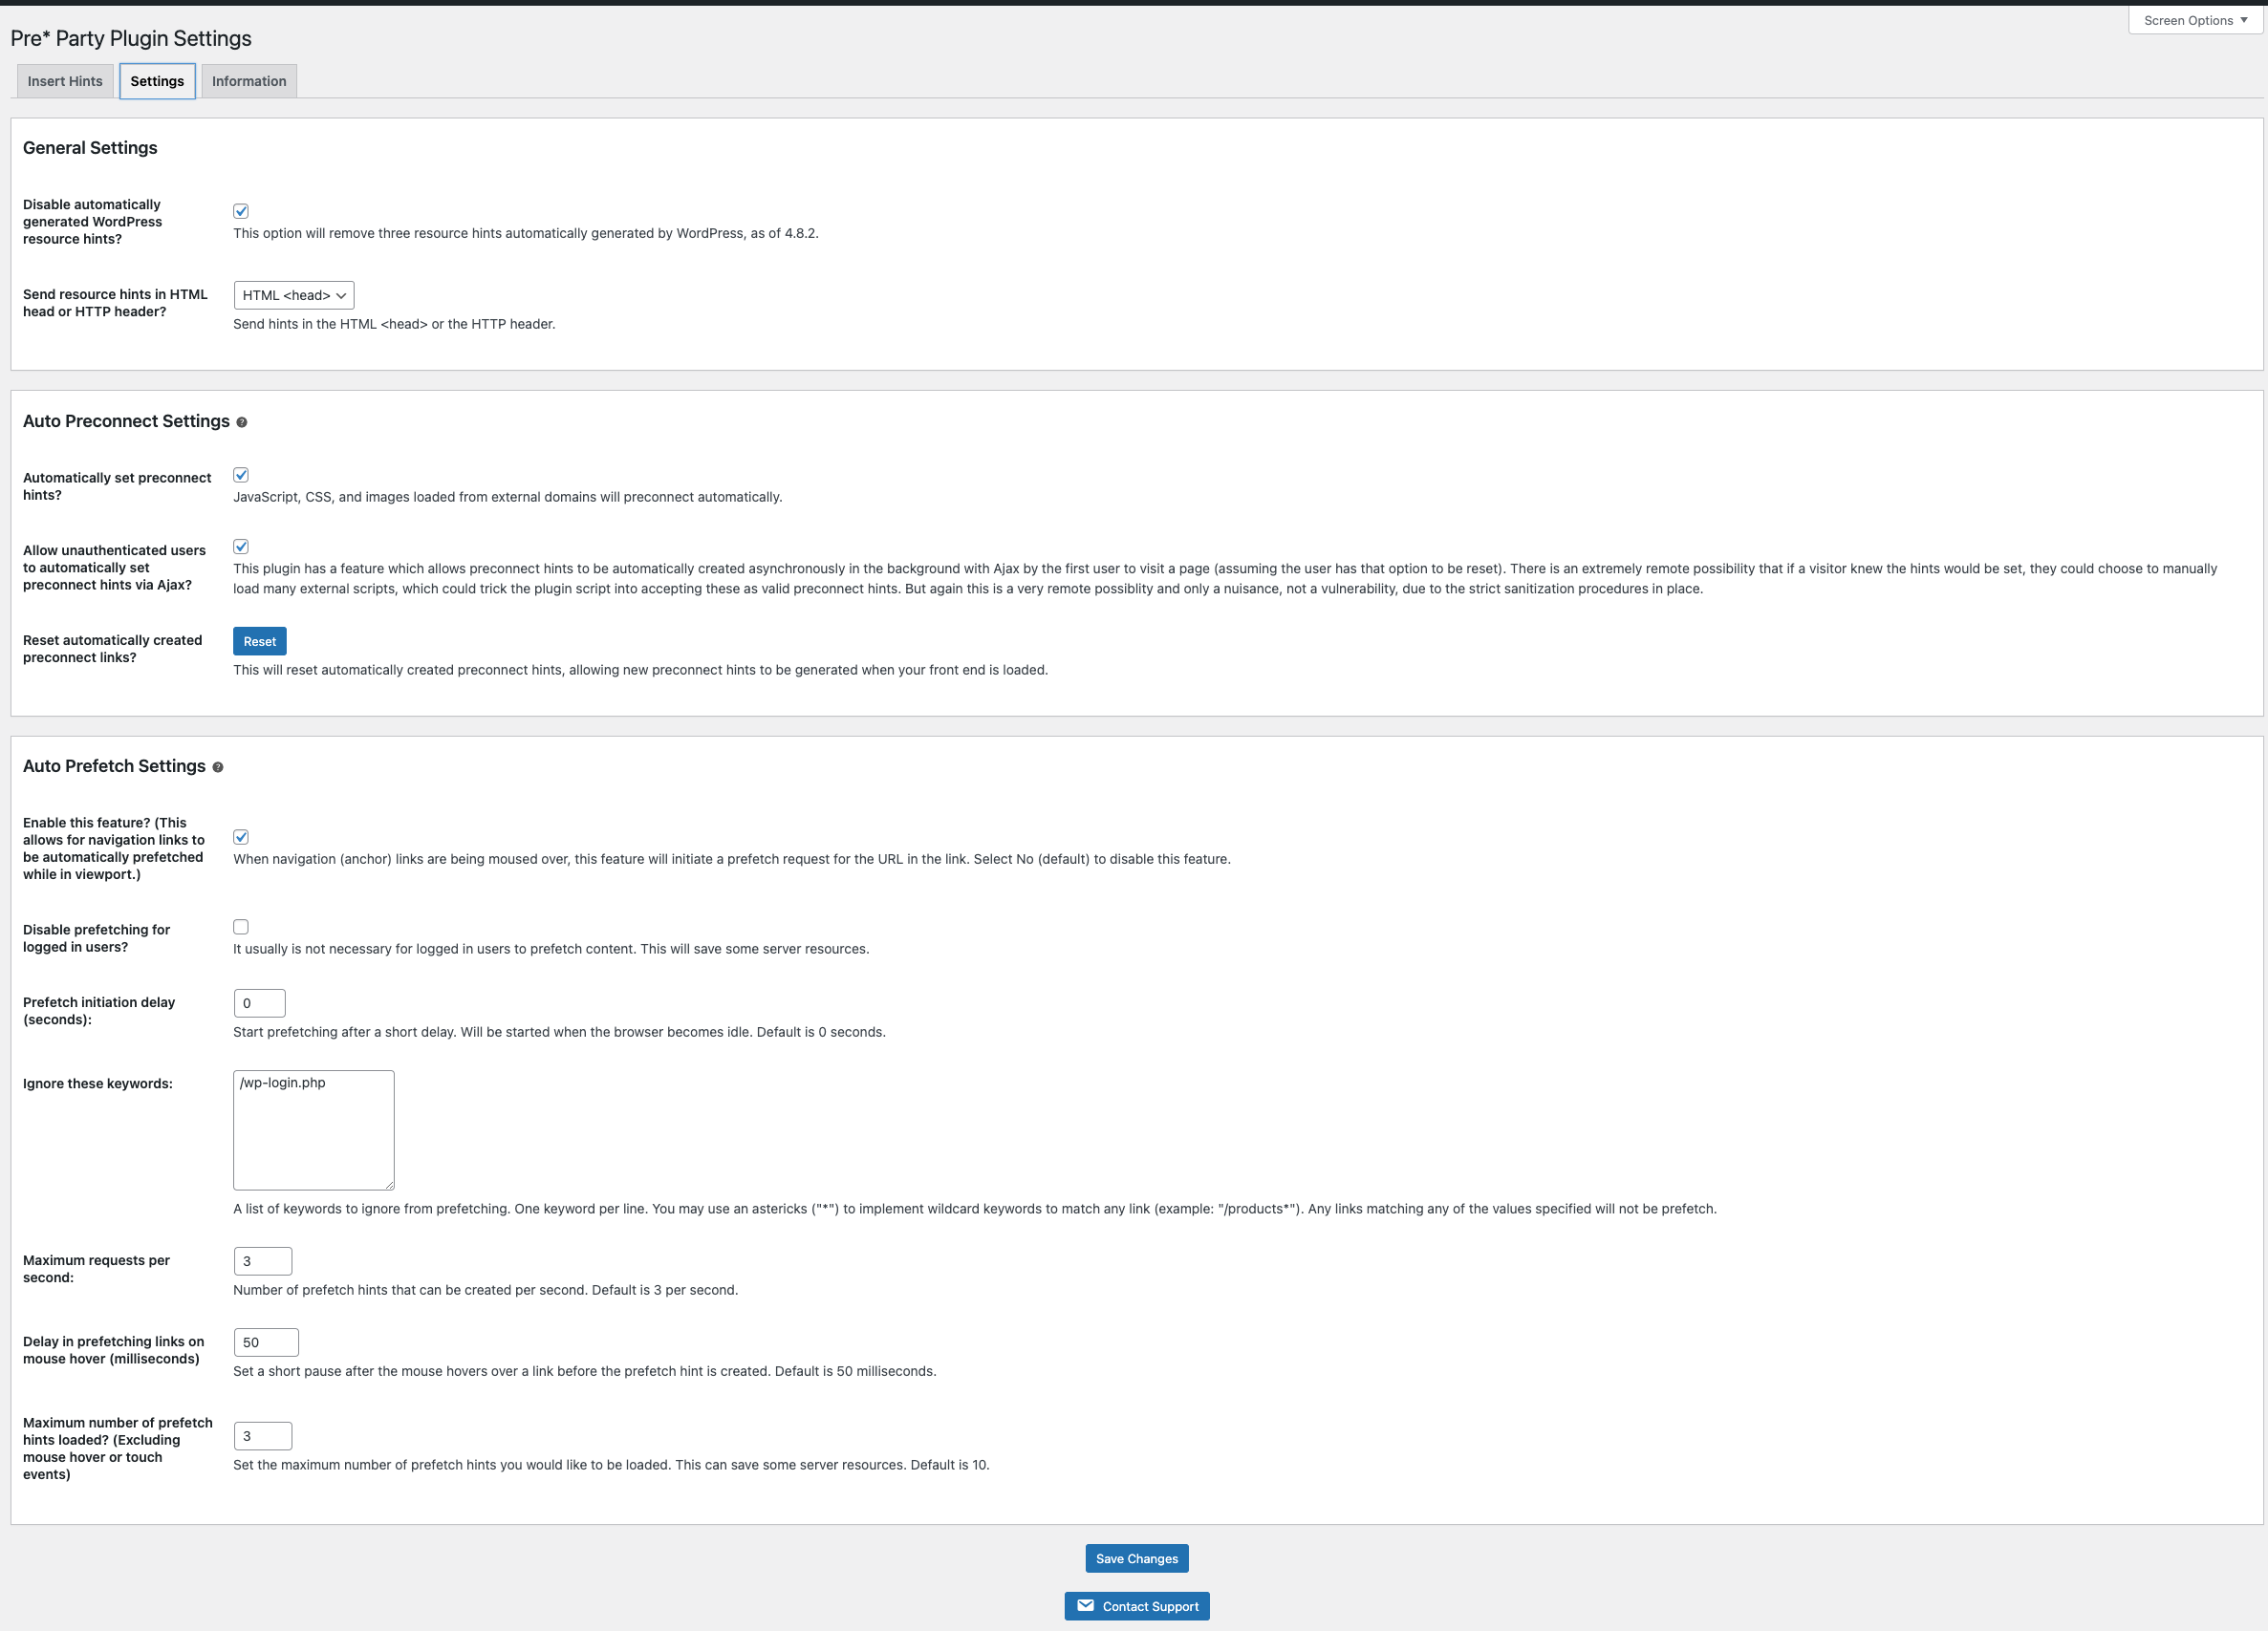 Screen Options
Pre* Party Plugin Settings
Insert Hints
Settings
Information
General Settings
Disable automatically
generated WordPress
resource hints?
This option will remove three resource hints automatically generated by WordPress, as of 4.8.2.
Send resource hints in HTML
head or HTTP header?
HTML <head>
Send hints in the HTML <head> or the HTTP header.
Auto Preconnect Settings ?
Automatically set preconnect
hints?
JavaScript, CSS, and images loaded from external domains will preconnect automatically.
Allow unauthenticated users
to automatically set
preconnect hints via Ajax?
This plugin has a feature which allows preconnect hints to be automatically created asynchronously in the background with Ajax by the first user to visit a page (assuming the user has that option to be reset). There is an extremely remote possibility that if a visitor knew the hints would be set, they could choose to manually
load many external scripts, which could trick the plugin script into accepting these as valid preconnect hints. But again this is a very remote possiblity and only a nuisance, not a vulnerability, due to the strict sanitization procedures in place.
Reset automatically created
preconnect links?
Reset
This will reset automatically created preconnect hints, allowing new preconnect hints to be generated when your front end is loaded.
Auto Prefetch Settings ?
Enable this feature? (This
allows for navigation links to
be automatically prefetched
while in viewport.)
When navigation (anchor) links are being moused over, this feature will initiate a prefetch request for the URL in the link. Select No (default) to disable this feature.
Disable prefetching for
logged in users?
It usually is not necessary for logged in users to prefetch content. This will save some server resources.
Prefetch initiation delay
(seconds):
0
Start prefetching after a short delay. Will be started when the browser becomes idle. Default is 0 seconds.
Ignore these keywords:
/wp-login.php
A list of keywords to ignore from prefetching. One keyword per line. You may use an astericks ("*") to implement wildcard keywords to match any link (example: "/products*"). Any links matching any of the values specified will not be prefetch.
Maximum requests per
second:
3
Number of prefetch hints that can be created per second. Default is 3 per second.
Delay in prefetching links on
mouse hover (milliseconds)
50
Set a short pause after the mouse hovers over a link before the prefetch hint is created. Default is 50 milliseconds.
Maximum number of prefetch
hints loaded? (Excluding
mouse hover or touch
events)
3
Set the maximum number of prefetch hints you would like to be loaded. This can save some server resources. Default is 10.
Save Changes
Contact Support